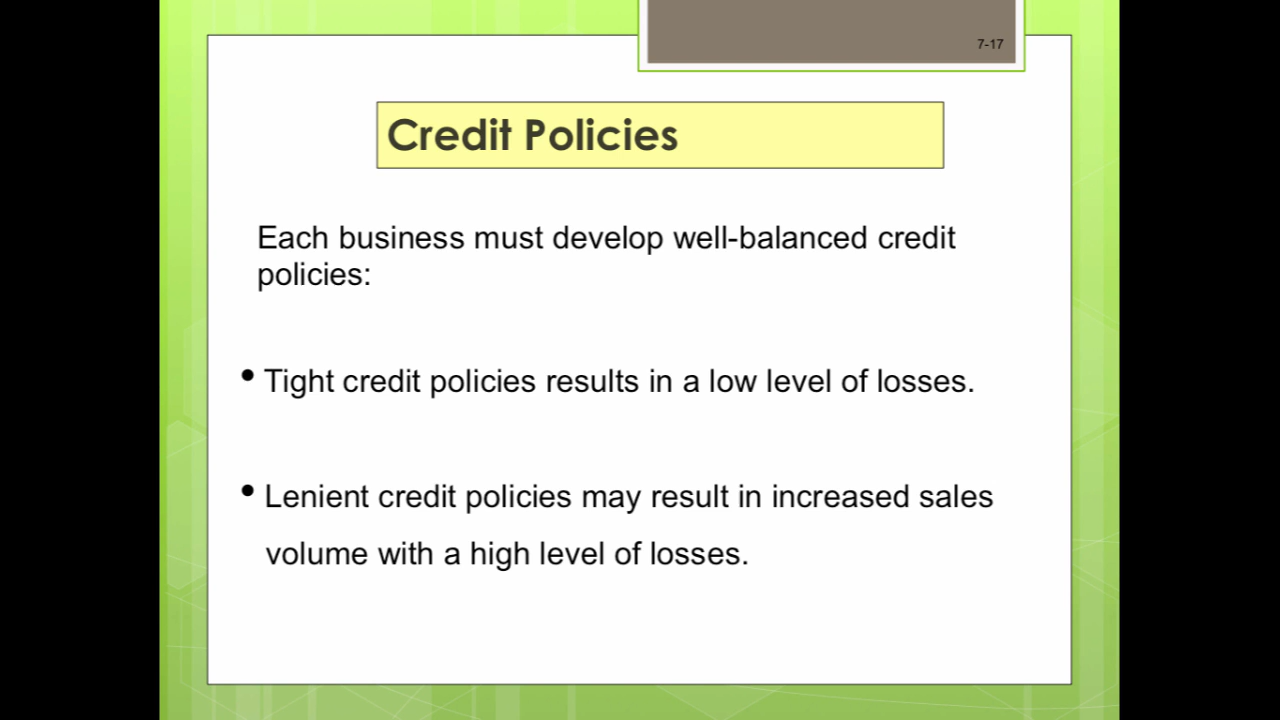 7-17
Credit Policies
Each business must develop well-balanced credit
policies:
• Tight credit policies results in a low level of losses.
• Lenient credit policies may result in increased sales
volume with a high level of losses.